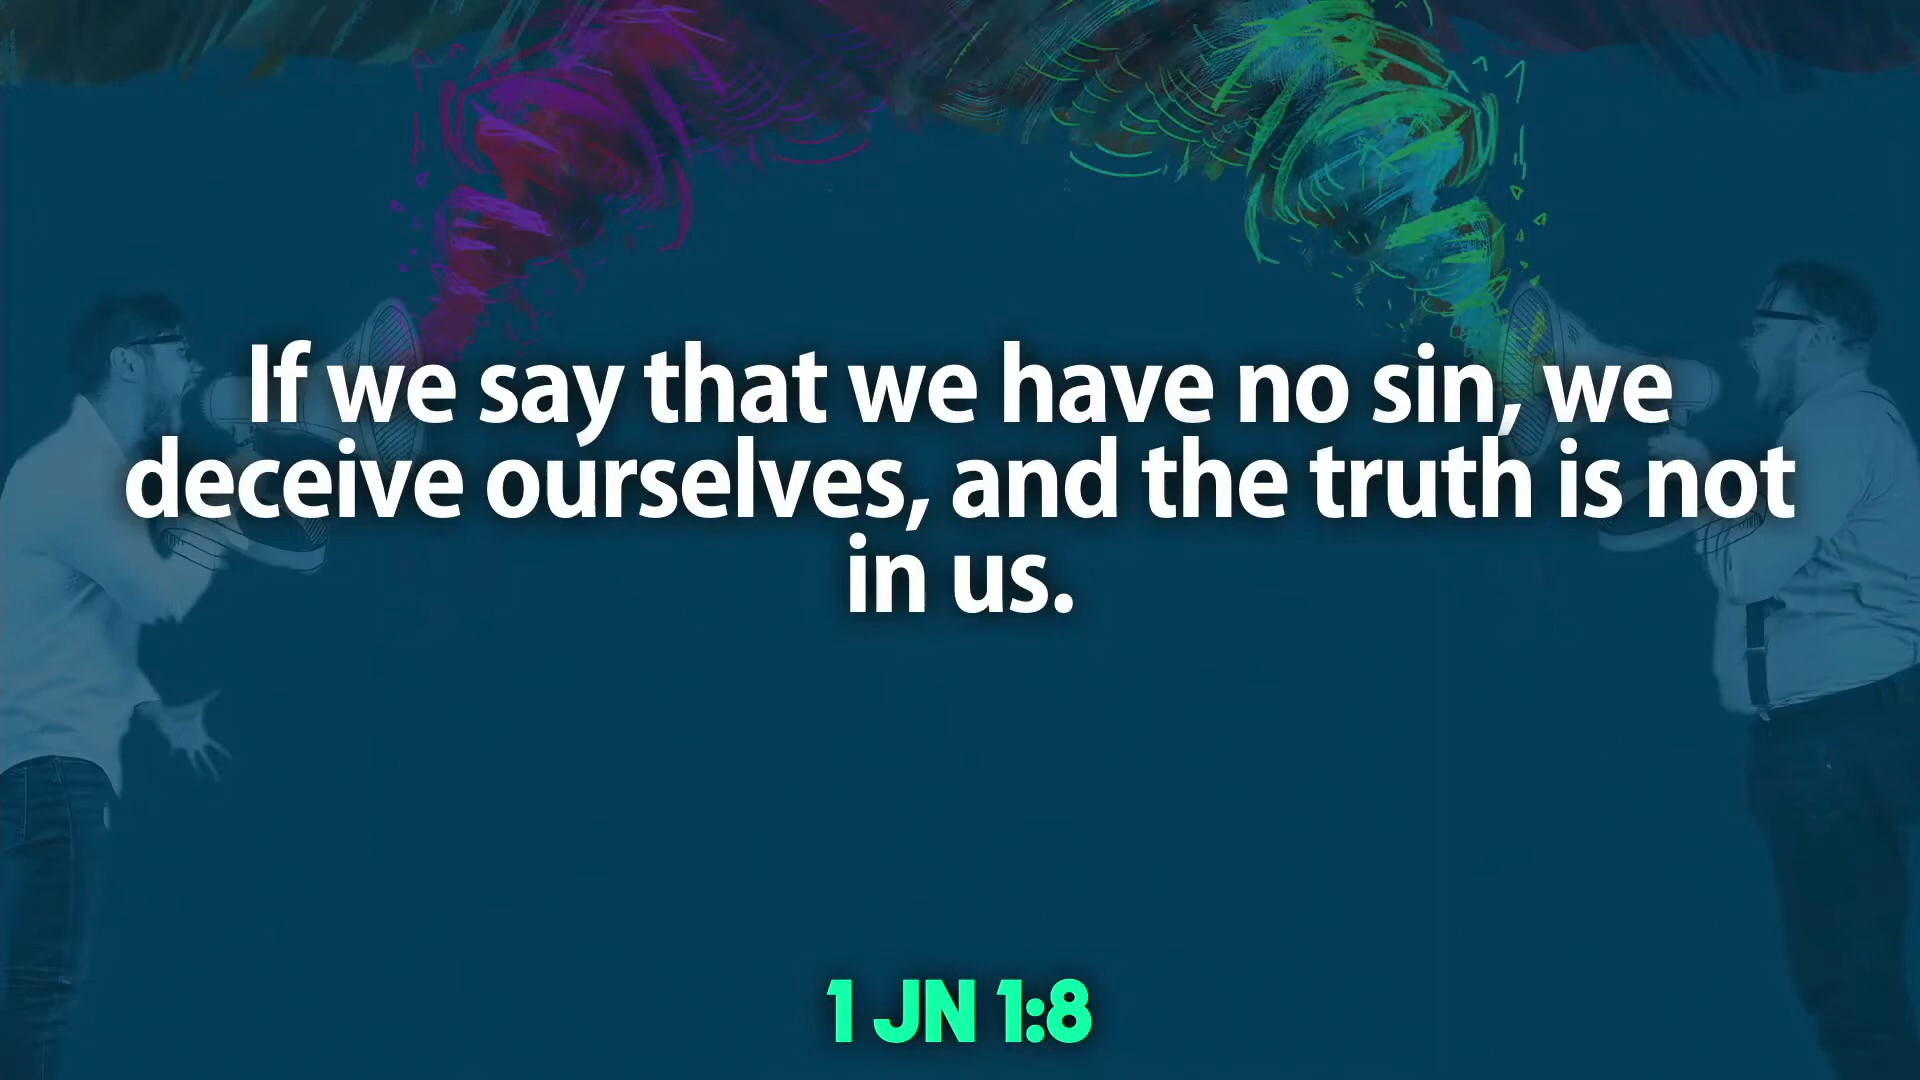 If we say that we have no sin, we
deceive ourselves, and the truth is not
in us.
1 JN 1:8